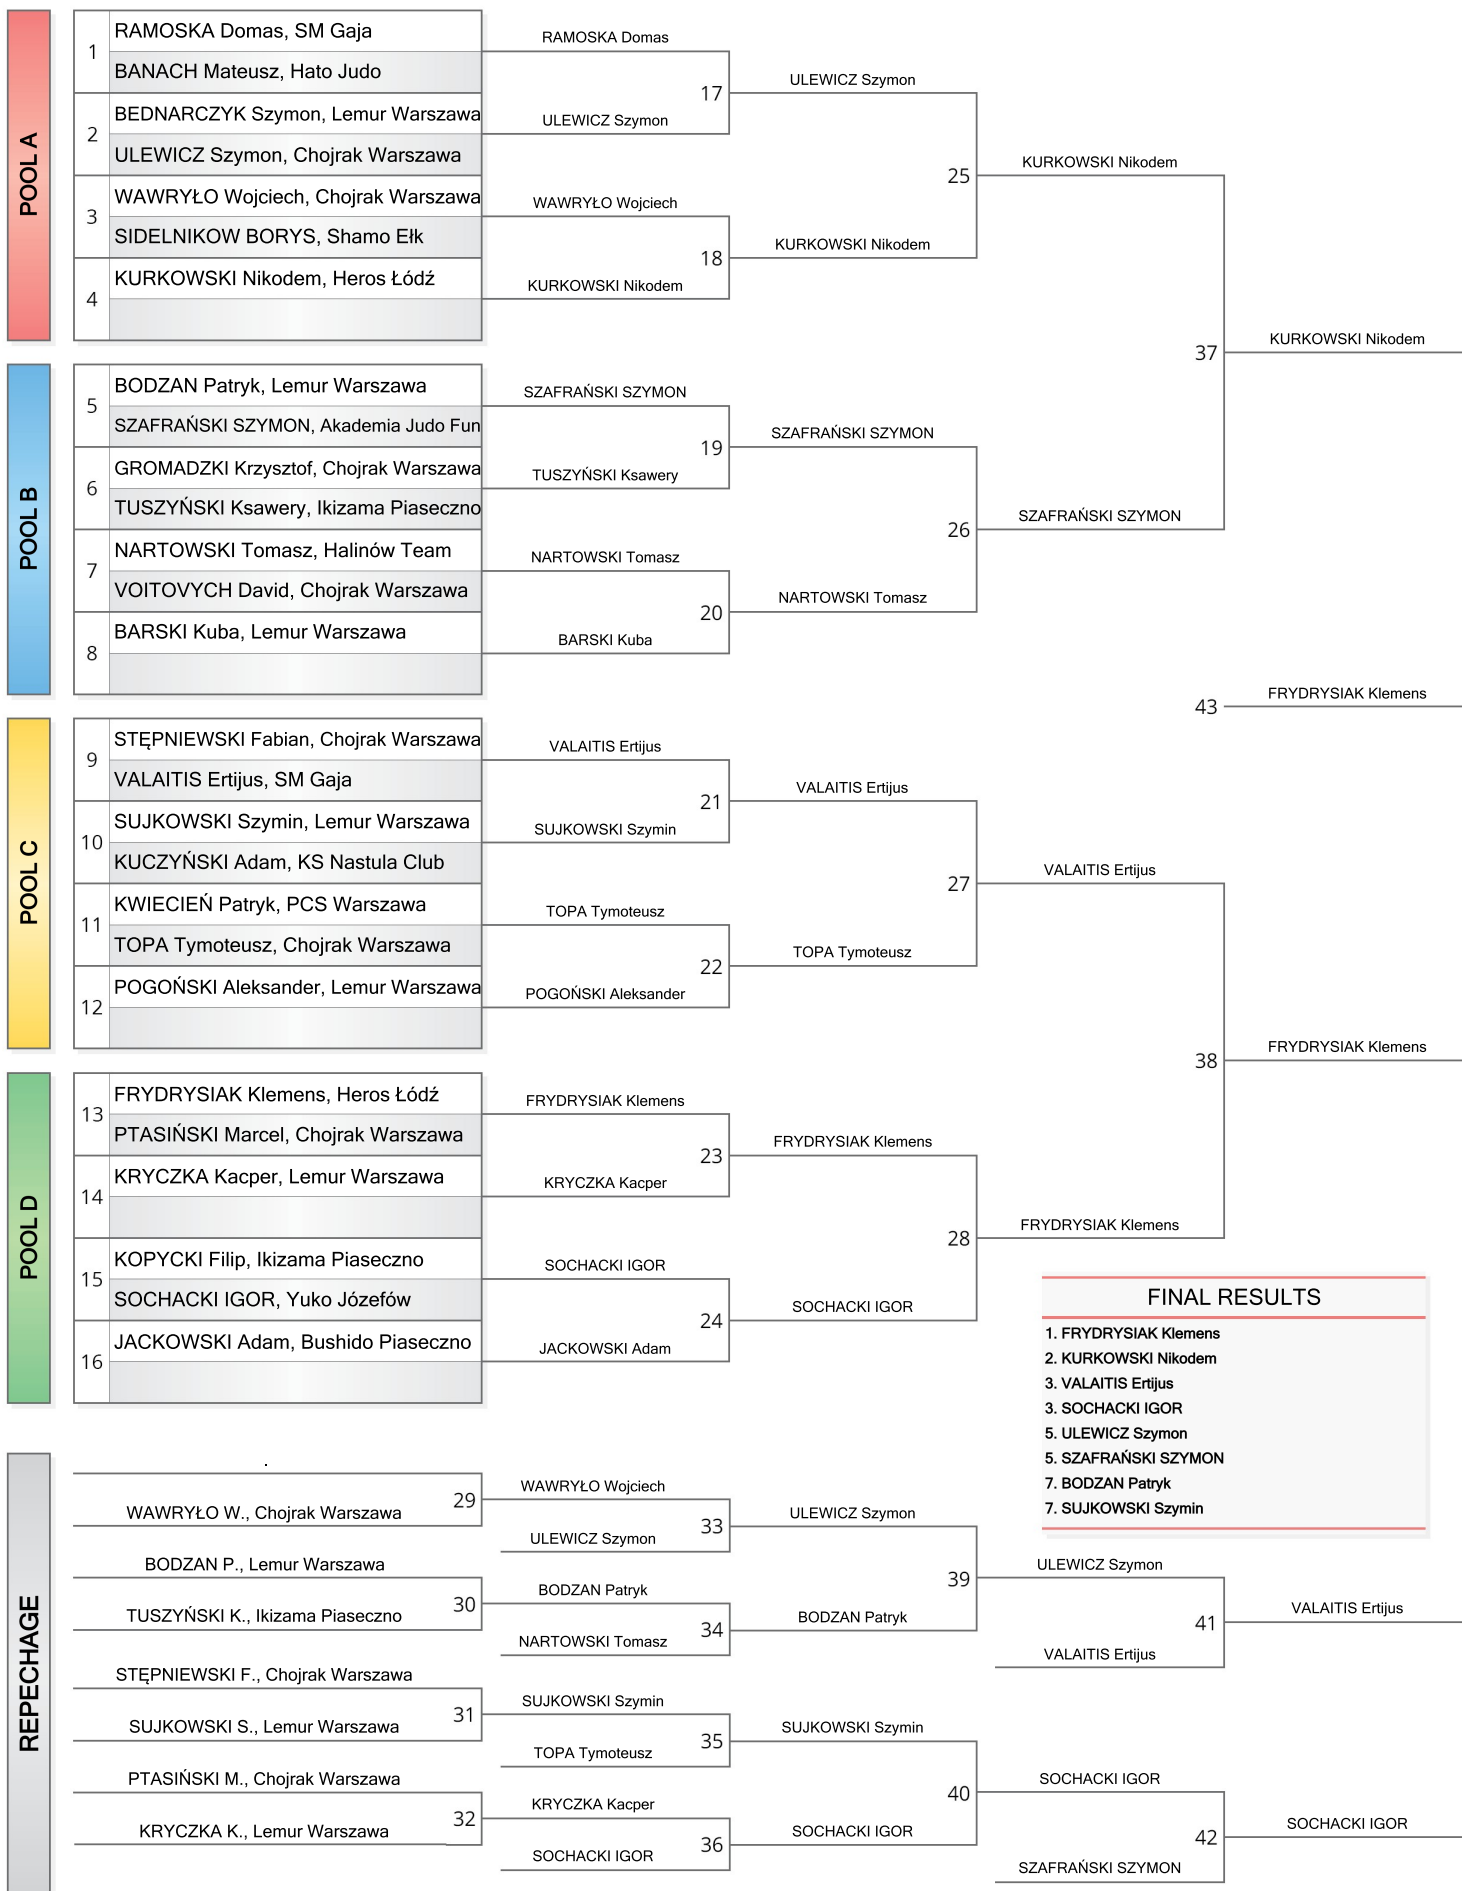 POOL A
1
RAMOSKA Domas, SM Gaja
BANACH Mateusz, Hato Judo
2
BEDNARCZYK Szymon, Lemur Warszawa
ULEWICZ Szymon, Chojrak Warszawa
3
WAWRYŁO Wojciech, Chojrak Warszawa
SIDELNIKOW BORYS, Shamo Ełk
4
KURKOWSKI Nikodem, Heros Łódź
RAMOSKA Domas
17
ULEWICZ Szymon
WAWRYŁO Wojciech
18
KURKOWSKI Nikodem
ULEWICZ Szymon
25
KURKOWSKI Nikodem
KURKOWSKI Nikodem
POOL B
5
BODZAN Patryk, Lemur Warszawa
SZAFRAŃSKI SZYMON, Akademia Judo Fun
6
GROMADZKI Krzysztof, Chojrak Warszawa
TUSZYŃSKI Ksawery, Ikizama Piaseczno
7
NARTOWSKI Tomasz, Halinów Team
VOITOVYCH David, Chojrak Warszawa
8
BARSKI Kuba, Lemur Warszawa
SZAFRAŃSKI SZYMON
19
TUSZYŃSKI Ksawery
NARTOWSKI Tomasz
20
BARSKI Kuba
SZAFRAŃSKI SZYMON
26
NARTOWSKI Tomasz
SZAFRAŃSKI SZYMON
37
KURKOWSKI Nikodem
43
FRYDRYSIAK Klemens
POOL C
9
STĘPNIEWSKI Fabian, Chojrak Warszawa
VALAITIS Ertijus, SM Gaja
10
SUJKOWSKI Szymin, Lemur Warszawa
KUCZYŃSKI Adam, KS Nastula Club
11
KWIECIEŃ Patryk, PCS Warszawa
TOPA Tymoteusz, Chojrak Warszawa
12
POGOŃSKI Aleksander, Lemur Warszawa
VALAITIS Ertijus
21
SUJKOWSKI Szymin
TOPA Tymoteusz
22
POGOŃSKI Aleksander
VALAITIS Ertijus
27
TOPA Tymoteusz
VALAITIS Ertijus
38
FRYDRYSIAK Klemens
POOL D
13
FRYDRYSIAK Klemens, Heros Łódź
PTASIŃSKI Marcel, Chojrak Warszawa
14
KRYCZKA Kacper, Lemur Warszawa
15
KOPYCKI Filip, Ikizama Piaseczno
SOCHACKI IGOR, Yuko Józefów
16
JACKOWSKI Adam, Bushido Piaseczno
FRYDRYSIAK Klemens
23
KRYCZKA Kacper
SOCHACKI IGOR
24
JACKOWSKI Adam
FRYDRYSIAK Klemens
28
SOCHACKI IGOR
FRYDRYSIAK Klemens
FINAL RESULTS
1. FRYDRYSIAK Klemens
2. KURKOWSKI Nikodem
3. VALAITIS Ertijus
3. SOCHACKI IGOR
5. ULEWICZ Szymon
5. SZAFRAŃSKI SZYMON
7. BODZAN Patryk
7. SUJKOWSKI Szymin
REPECHAGE
.
29
WAWRYŁO W., Chojrak Warszawa
BODZAN P., Lemur Warszawa
30
TUSZYŃSKI K., Ikizama Piaseczno
STĘPNIEWSKI F., Chojrak Warszawa
31
SUJKOWSKI S., Lemur Warszawa
PTASIŃSKI M., Chojrak Warszawa
32
KRYCZKA K., Lemur Warszawa
WAWRYŁO Wojciech
33
ULEWICZ Szymon
BODZAN Patryk
34
NARTOWSKI Tomasz
SUJKOWSKI Szymin
35
TOPA Tymoteusz
KRYCZKA Kacper
36
SOCHACKI IGOR
ULEWICZ Szymon
39
BODZAN Patryk
SUJKOWSKI Szymin
40
SOCHACKI IGOR
ULEWICZ Szymon
41
VALAITIS Ertijus
SOCHACKI IGOR
42
SZAFRAŃSKI SZYMON
VALAITIS Ertijus
SOCHACKI IGOR